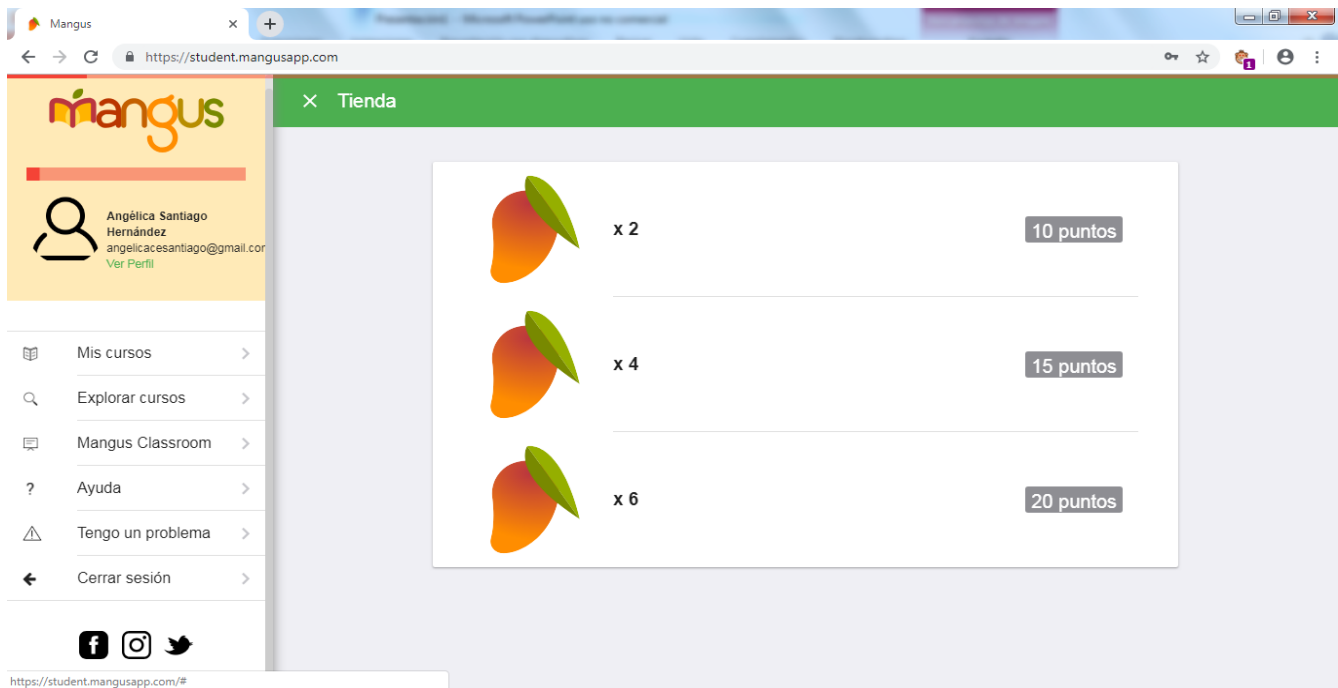 Mangus
https://student.mangusapp.com
1
mangus
Angélica Santiago
Hernández
angelicacesantiago@gmail.cor
Ver Perfil
Mis cursos
Explorar cursos
Mangus Classroom
? Ayuda
Tengo un problema
Cerrar sesión
https://student.mangusapp.com/#
Tienda
x 2 10 puntos
x 4 15 puntos
x 6 20 puntos